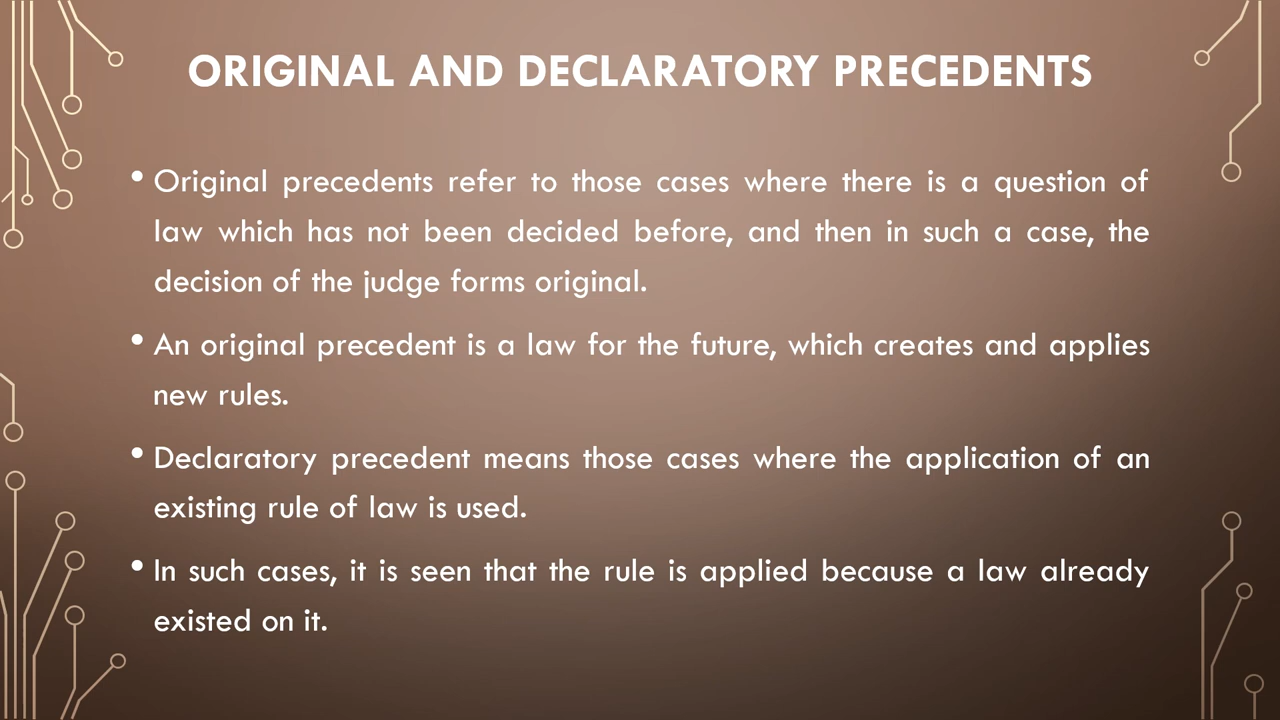 ORIGINAL AND DECLARATORY PRECEDENTS
• Original precedents refer to those cases where there is a question of
law which has not been decided before, and then in such a case, the
decision of the judge forms original.
• An original precedent is a law for the future, which creates and applies
new rules.
• Declaratory precedent means those cases where the application of an
existing rule of law is used.
• In such cases, it is seen that the rule is applied because a law already
existed on it.